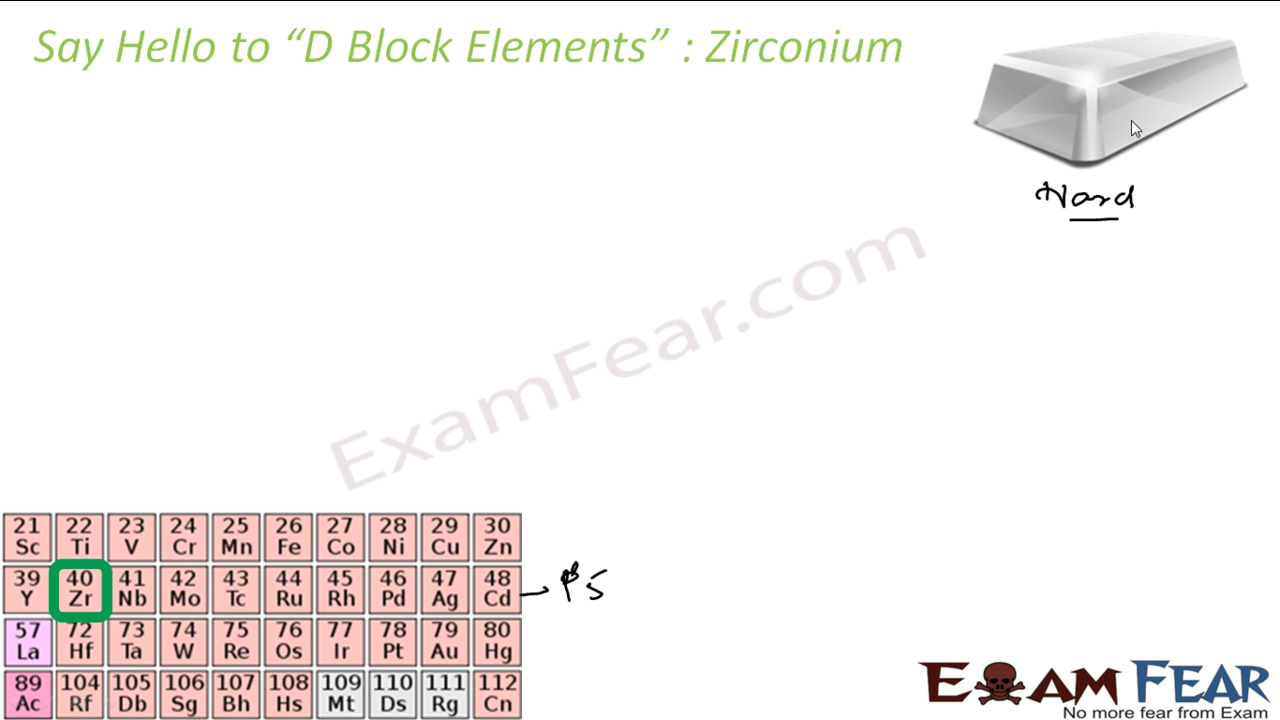 Say Hello to “D Block Elements” : Zirconium
Hard
ExamFear.com
21 22 23 24 25 26 27 28 29 30
Sc Ti V Cr Mn Fe Co Ni Cu Zn
39 40 41 42 43 44 45 46 47 48
Y Zr Nb Mo Tc Ru Rh Pd Ag Cd
P5
57 72 73 74 75 76 77 78 79 80
La Hf Ta W Re Os Ir Pt Au Hg
89 104 105 106 107 108 109 110 111 112
Ac Rf Db Sg Bh Hs Mt Ds Rg Cn
EXAM FEAR
No more fear from Exam